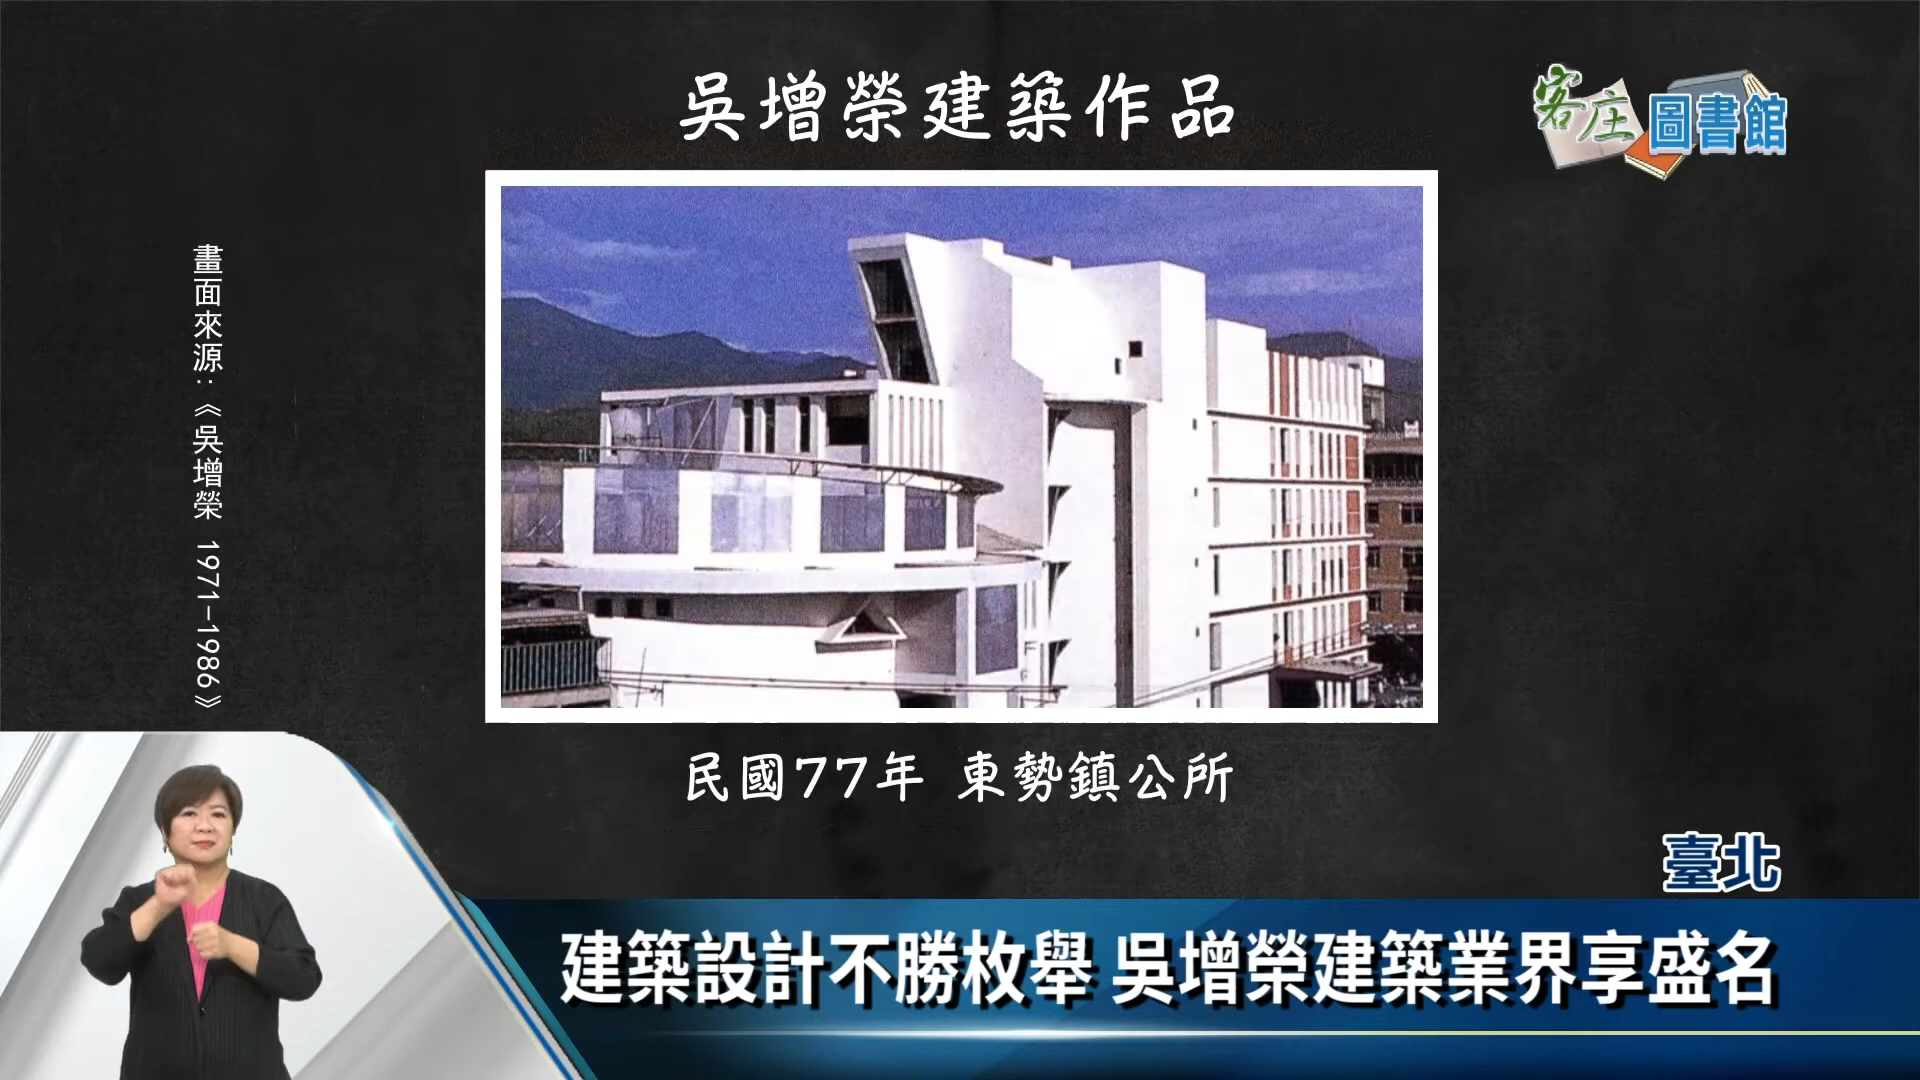 吳增榮建築作品
客庄圖書館
畫面來源:《吳增榮 1971-1986》
民國77年 東勢鎮公所
臺北
建築設計不勝枚舉 吳增榮建築業界享盛名